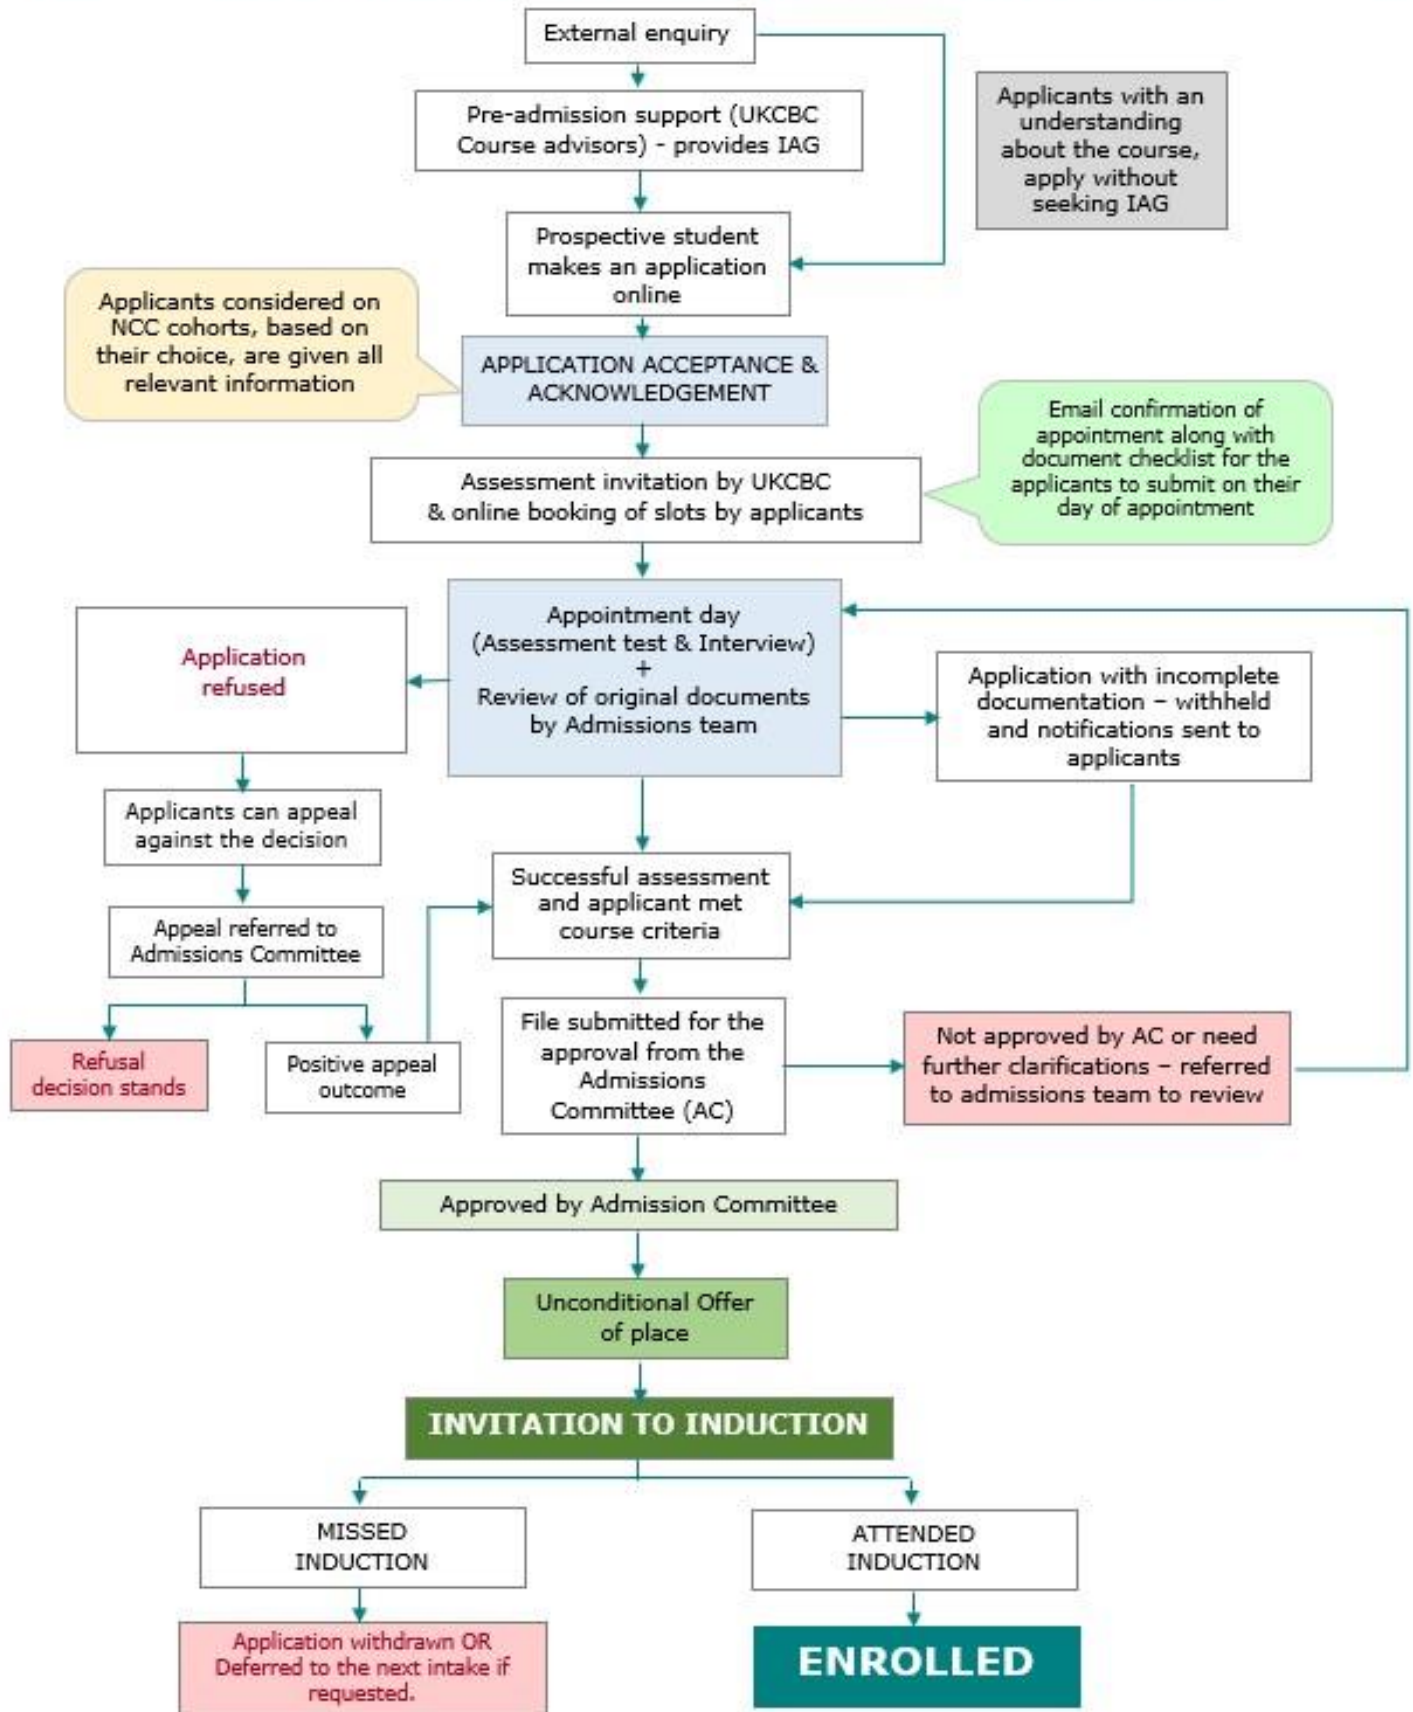 External enquiry
Pre-admission support (UKCBC
Course advisors) - provides IAG
Applicants with an
understanding
about the course,
apply without
seeking IAG
Prospective student
makes an application
online
Applicants considered on
NCC cohorts, based on
their choice, are given all
relevant information
APPLICATION ACCEPTANCE &
ACKNOWLEDGEMENT
Email confirmation of
appointment along with
document checklist for the
applicants to submit on their
day of appointment
Assessment invitation by UKCBC
& online booking of slots by applicants
Appointment day
(Assessment test & Interview)
+
Review of original documents
by Admissions team
Application
refused
Application with incomplete
documentation – withheld
and notifications sent to
applicants
Applicants can appeal
against the decision
Successful assessment
and applicant met
course criteria
Appeal referred to
Admissions Committee
Refusal
decision stands
Positive appeal
outcome
File submitted for the
approval from the
Admissions
Committee (AC)
Not approved by AC or need
further clarifications – referred
to admissions team to review
Approved by Admission Committee
Unconditional Offer
of place
INVITATION TO INDUCTION
MISSED
INDUCTION
ATTENDED
INDUCTION
Application withdrawn OR
Deferred to the next intake if
requested.
ENROLLED